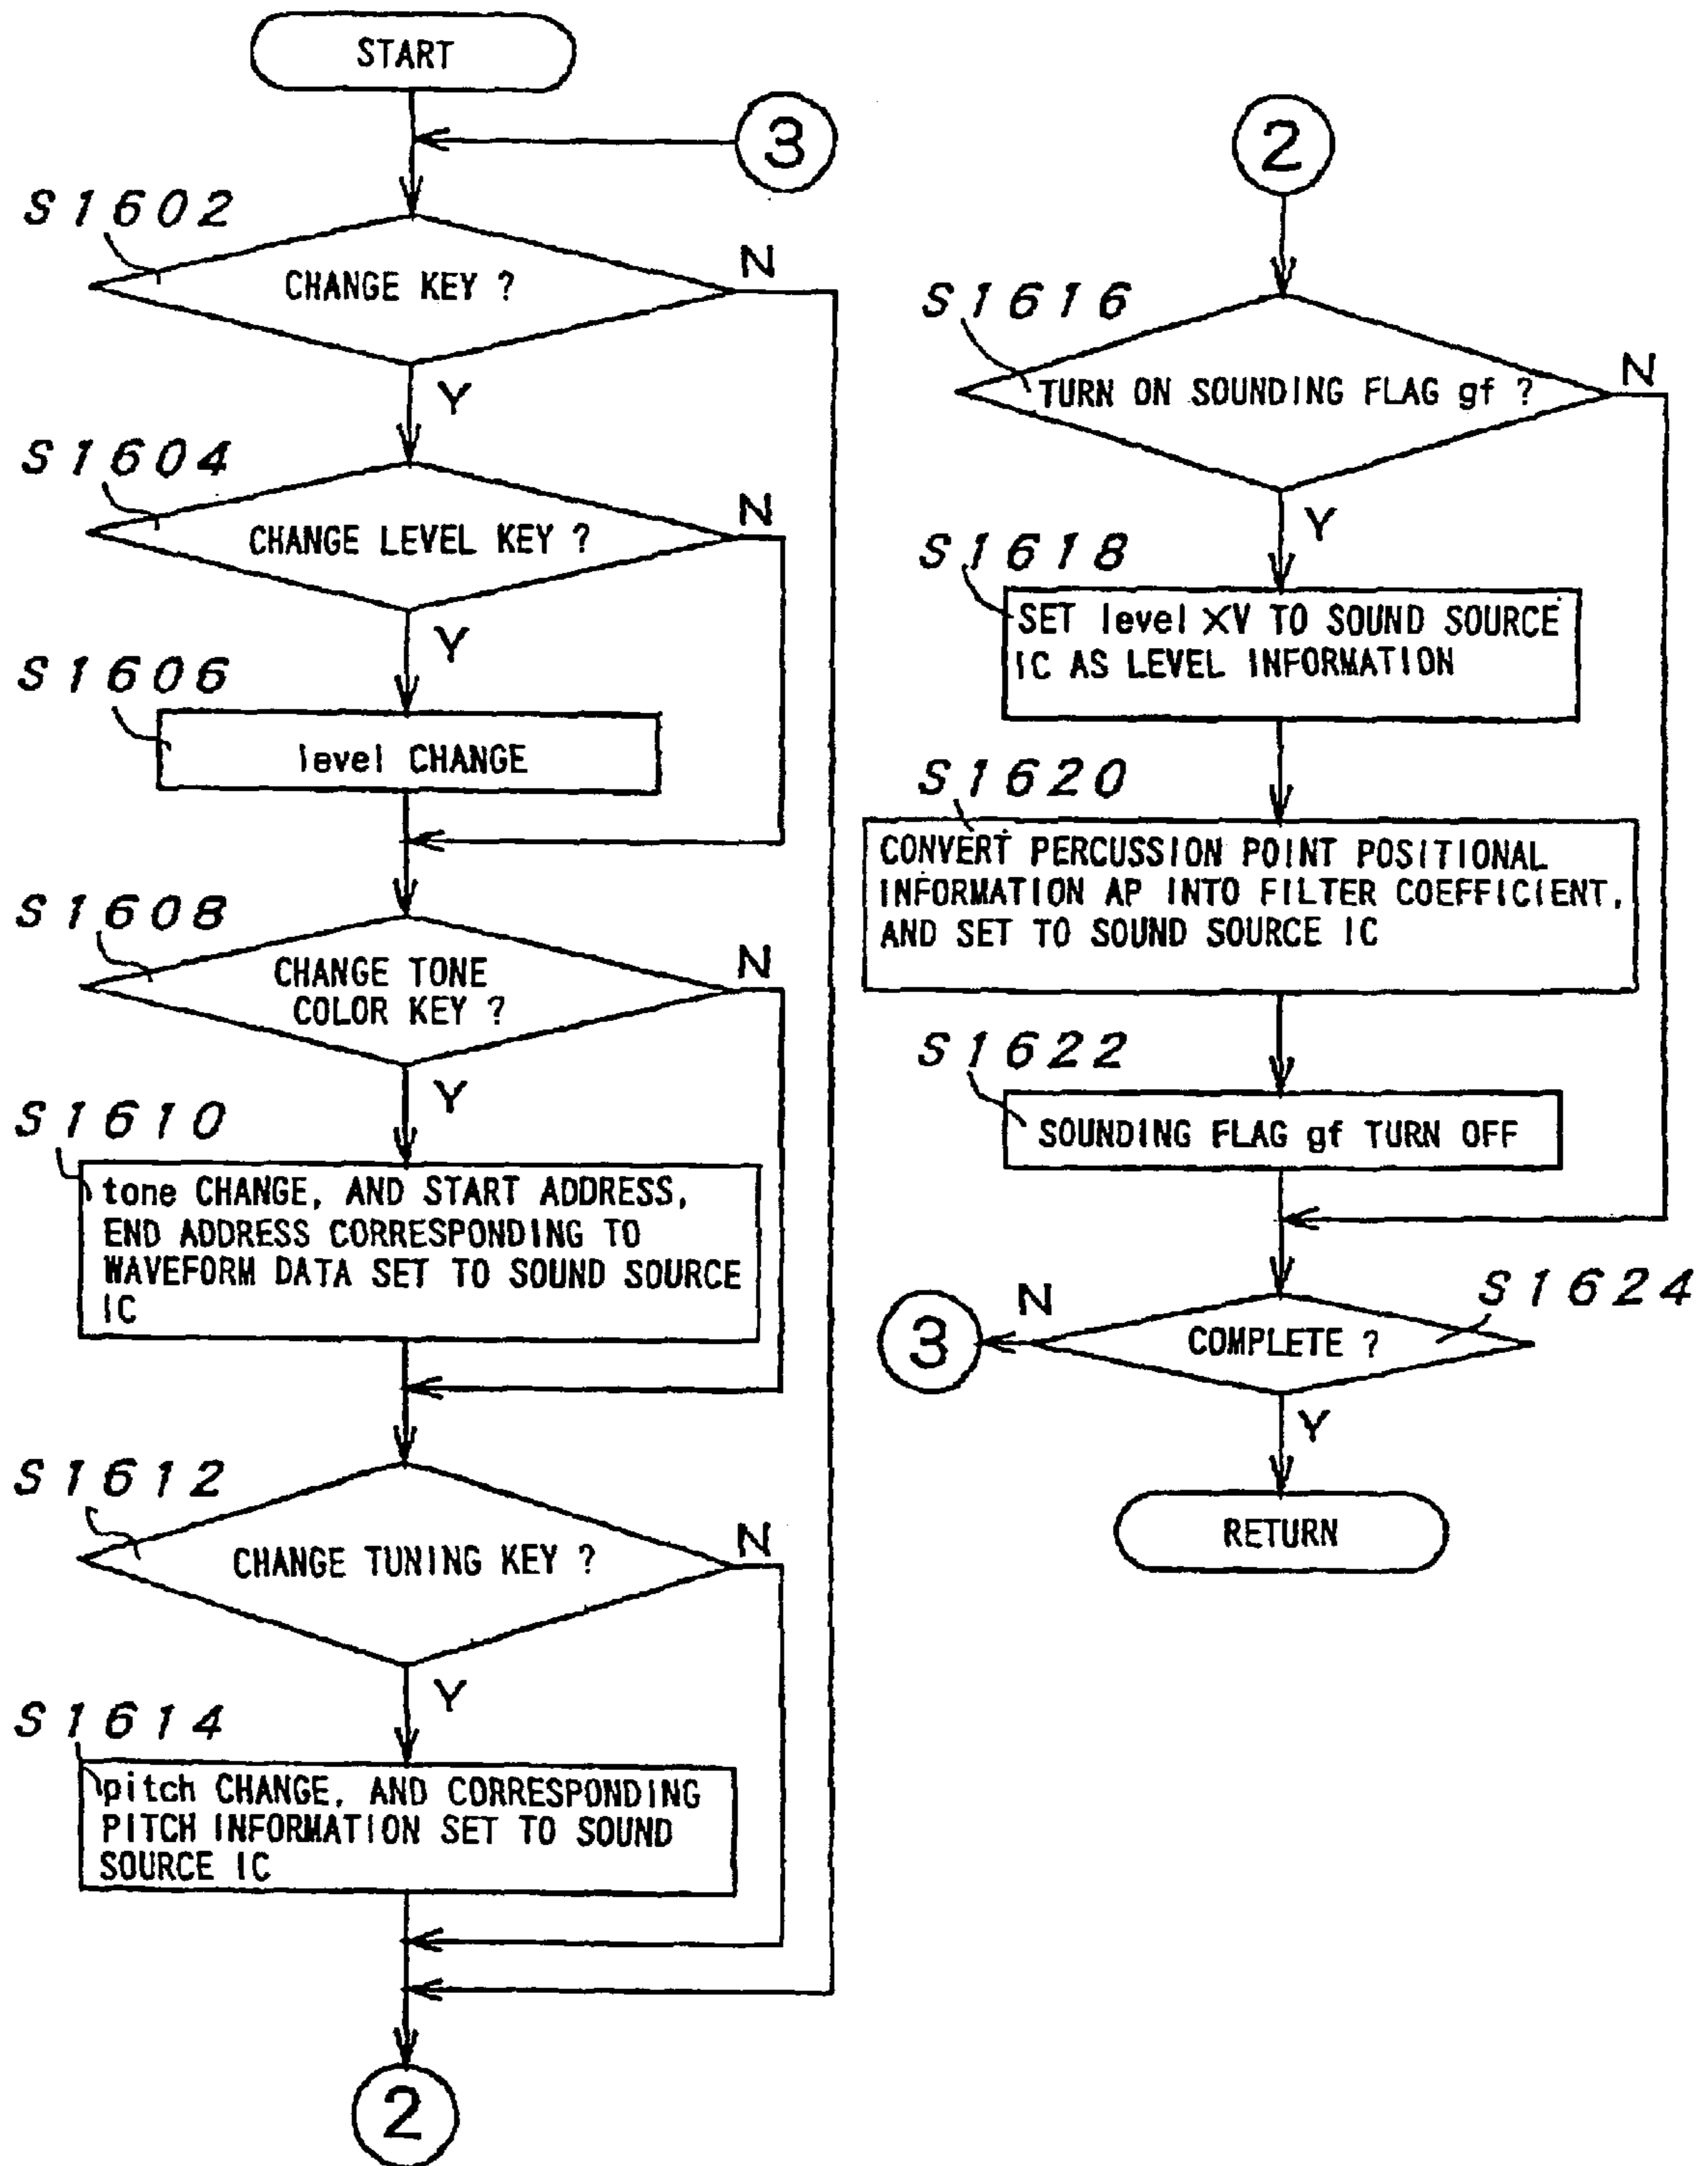 START
3
S1602
CHANGE KEY ?
N
Y
S1604
CHANGE LEVEL KEY ?
N
Y
S1606
level CHANGE
S1608
CHANGE TONE
COLOR KEY ?
N
Y
S1610
tone CHANGE, AND START ADDRESS,
END ADDRESS CORRESPONDING TO
WAVEFORM DATA SET TO SOUND SOURCE
IC
S1612
CHANGE TUNING KEY ?
N
Y
S1614
pitch CHANGE, AND CORRESPONDING
PITCH INFORMATION SET TO SOUND
SOURCE IC
2
2
S1616
TURN ON SOUNDING FLAG gf ?
N
Y
S1618
SET level ×V TO SOUND SOURCE
IC AS LEVEL INFORMATION
S1620
CONVERT PERCUSSION POINT POSITIONAL
INFORMATION AP INTO FILTER COEFFICIENT,
AND SET TO SOUND SOURCE IC
S1622
SOUNDING FLAG gf TURN OFF
S1624
COMPLETE ?
N
3
Y
RETURN